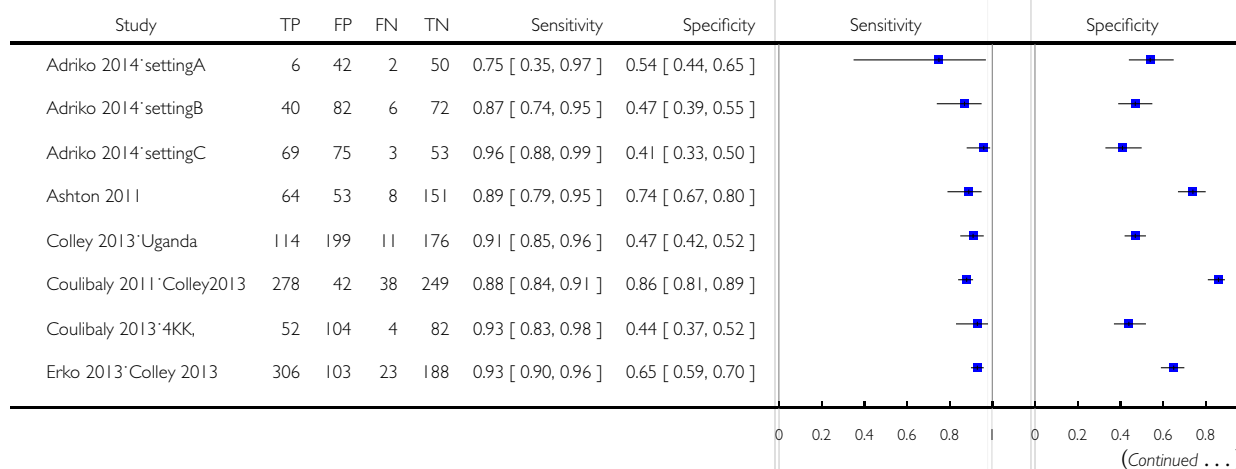 Study TP FP FN TN Sensitivity Specificity Sensitivity Specificity
Adriko 2014˙settingA 6 42 2 50 0.75 [ 0.35, 0.97 ] 0.54 [ 0.44, 0.65 ]
Adriko 2014˙settingB 40 82 6 72 0.87 [ 0.74, 0.95 ] 0.47 [ 0.39, 0.55 ]
Adriko 2014˙settingC 69 75 3 53 0.96 [ 0.88, 0.99 ] 0.41 [ 0.33, 0.50 ]
Ashton 2011 64 53 8 151 0.89 [ 0.79, 0.95 ] 0.74 [ 0.67, 0.80 ]
Colley 2013˙Uganda 114 199 11 176 0.91 [ 0.85, 0.96 ] 0.47 [ 0.42, 0.52 ]
Coulibaly 2011˙Colley2013 278 42 38 249 0.88 [ 0.84, 0.91 ] 0.86 [ 0.81, 0.89 ]
Coulibaly 2013˙4KK, 52 104 4 82 0.93 [ 0.83, 0.98 ] 0.44 [ 0.37, 0.52 ]
Erko 2013˙Colley 2013 306 103 23 188 0.93 [ 0.90, 0.96 ] 0.65 [ 0.59, 0.70 ]
0 0.2 0.4 0.6 0.8 1 0 0.2 0.4 0.6 0.8
(Continued . . .